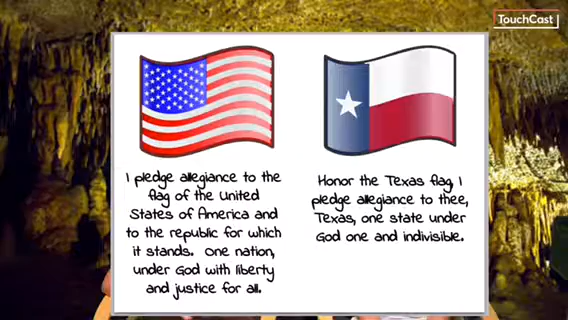 TouchCast
I pledge allegiance to the
flag of the United
States of America and
to the republic for which
it stands. One nation,
under God with liberty
and justice for all.
Honor the Texas flag, I
pledge allegiance to thee,
Texas, one state under
God one and indivisible.